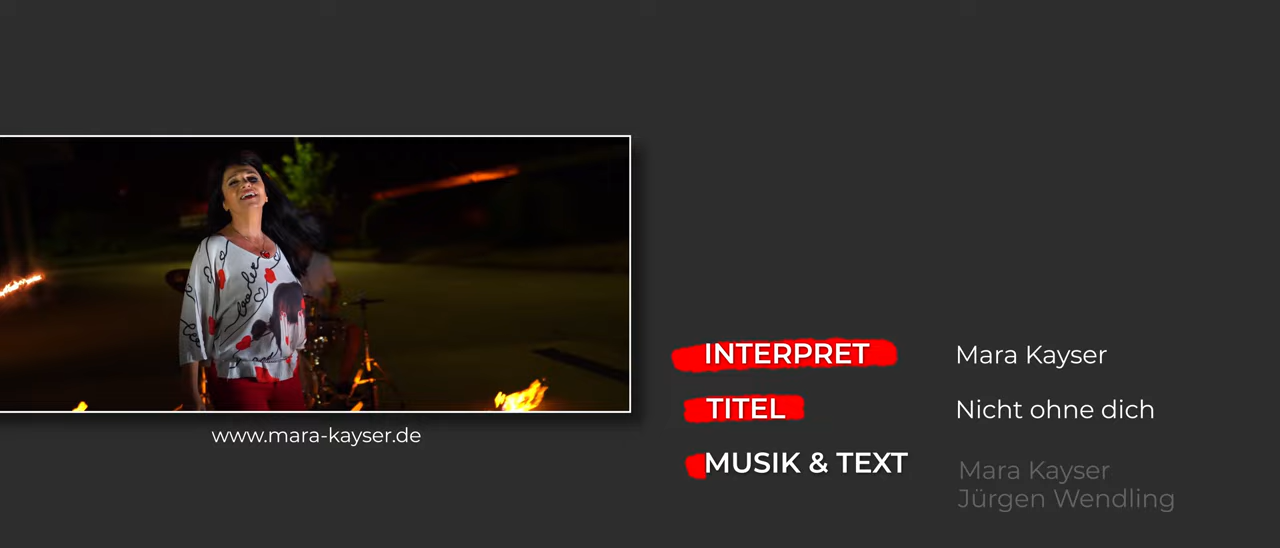 www.mara-kayser.de
INTERPRET Mara Kayser
TITEL Nicht ohne dich
MUSIK & TEXT Mara Kayser
Jürgen Wendling